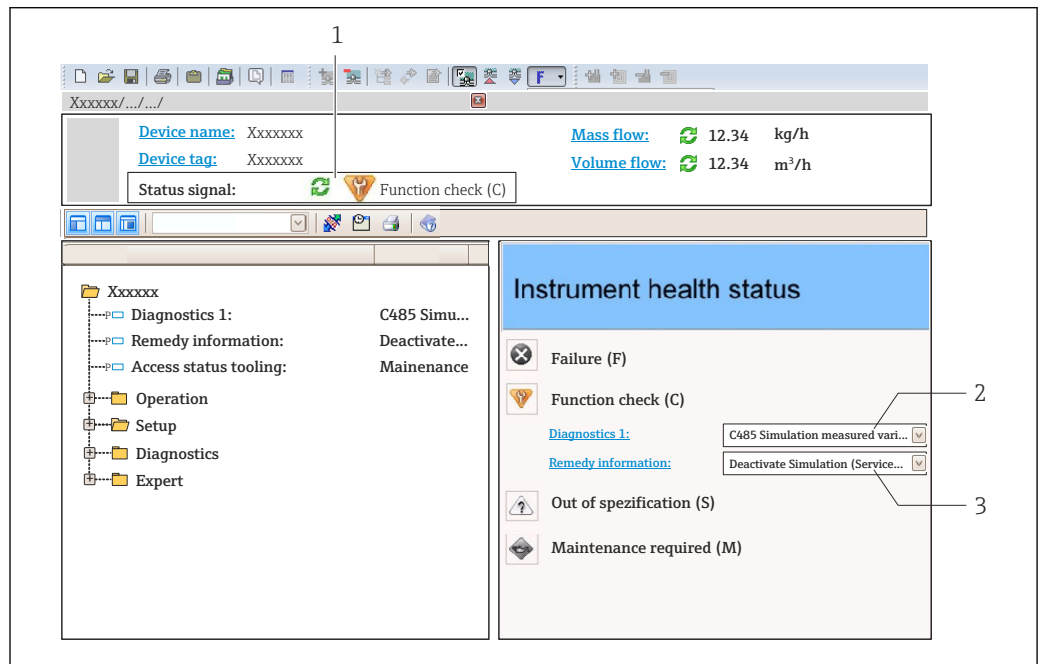 1
F
Xxxxxx/.../.../
Device name: Xxxxxxx
Mass flow: 12.34 kg/h
Device tag: Xxxxxxx
Volume flow: 12.34 m³/h
Status signal: Function check (C)
Xxxxxx
Diagnostics 1: C485 Simu...
Remedy information: Deactivate...
Access status tooling: Mainenance
Operation
Setup
Diagnostics
Expert
Instrument health status
Failure (F)
Function check (C)
2
Diagnostics 1: C485 Simulation measured vari...
Remedy information: Deactivate Simulation (Service...
Out of spezification (S)
3
Maintenance required (M)